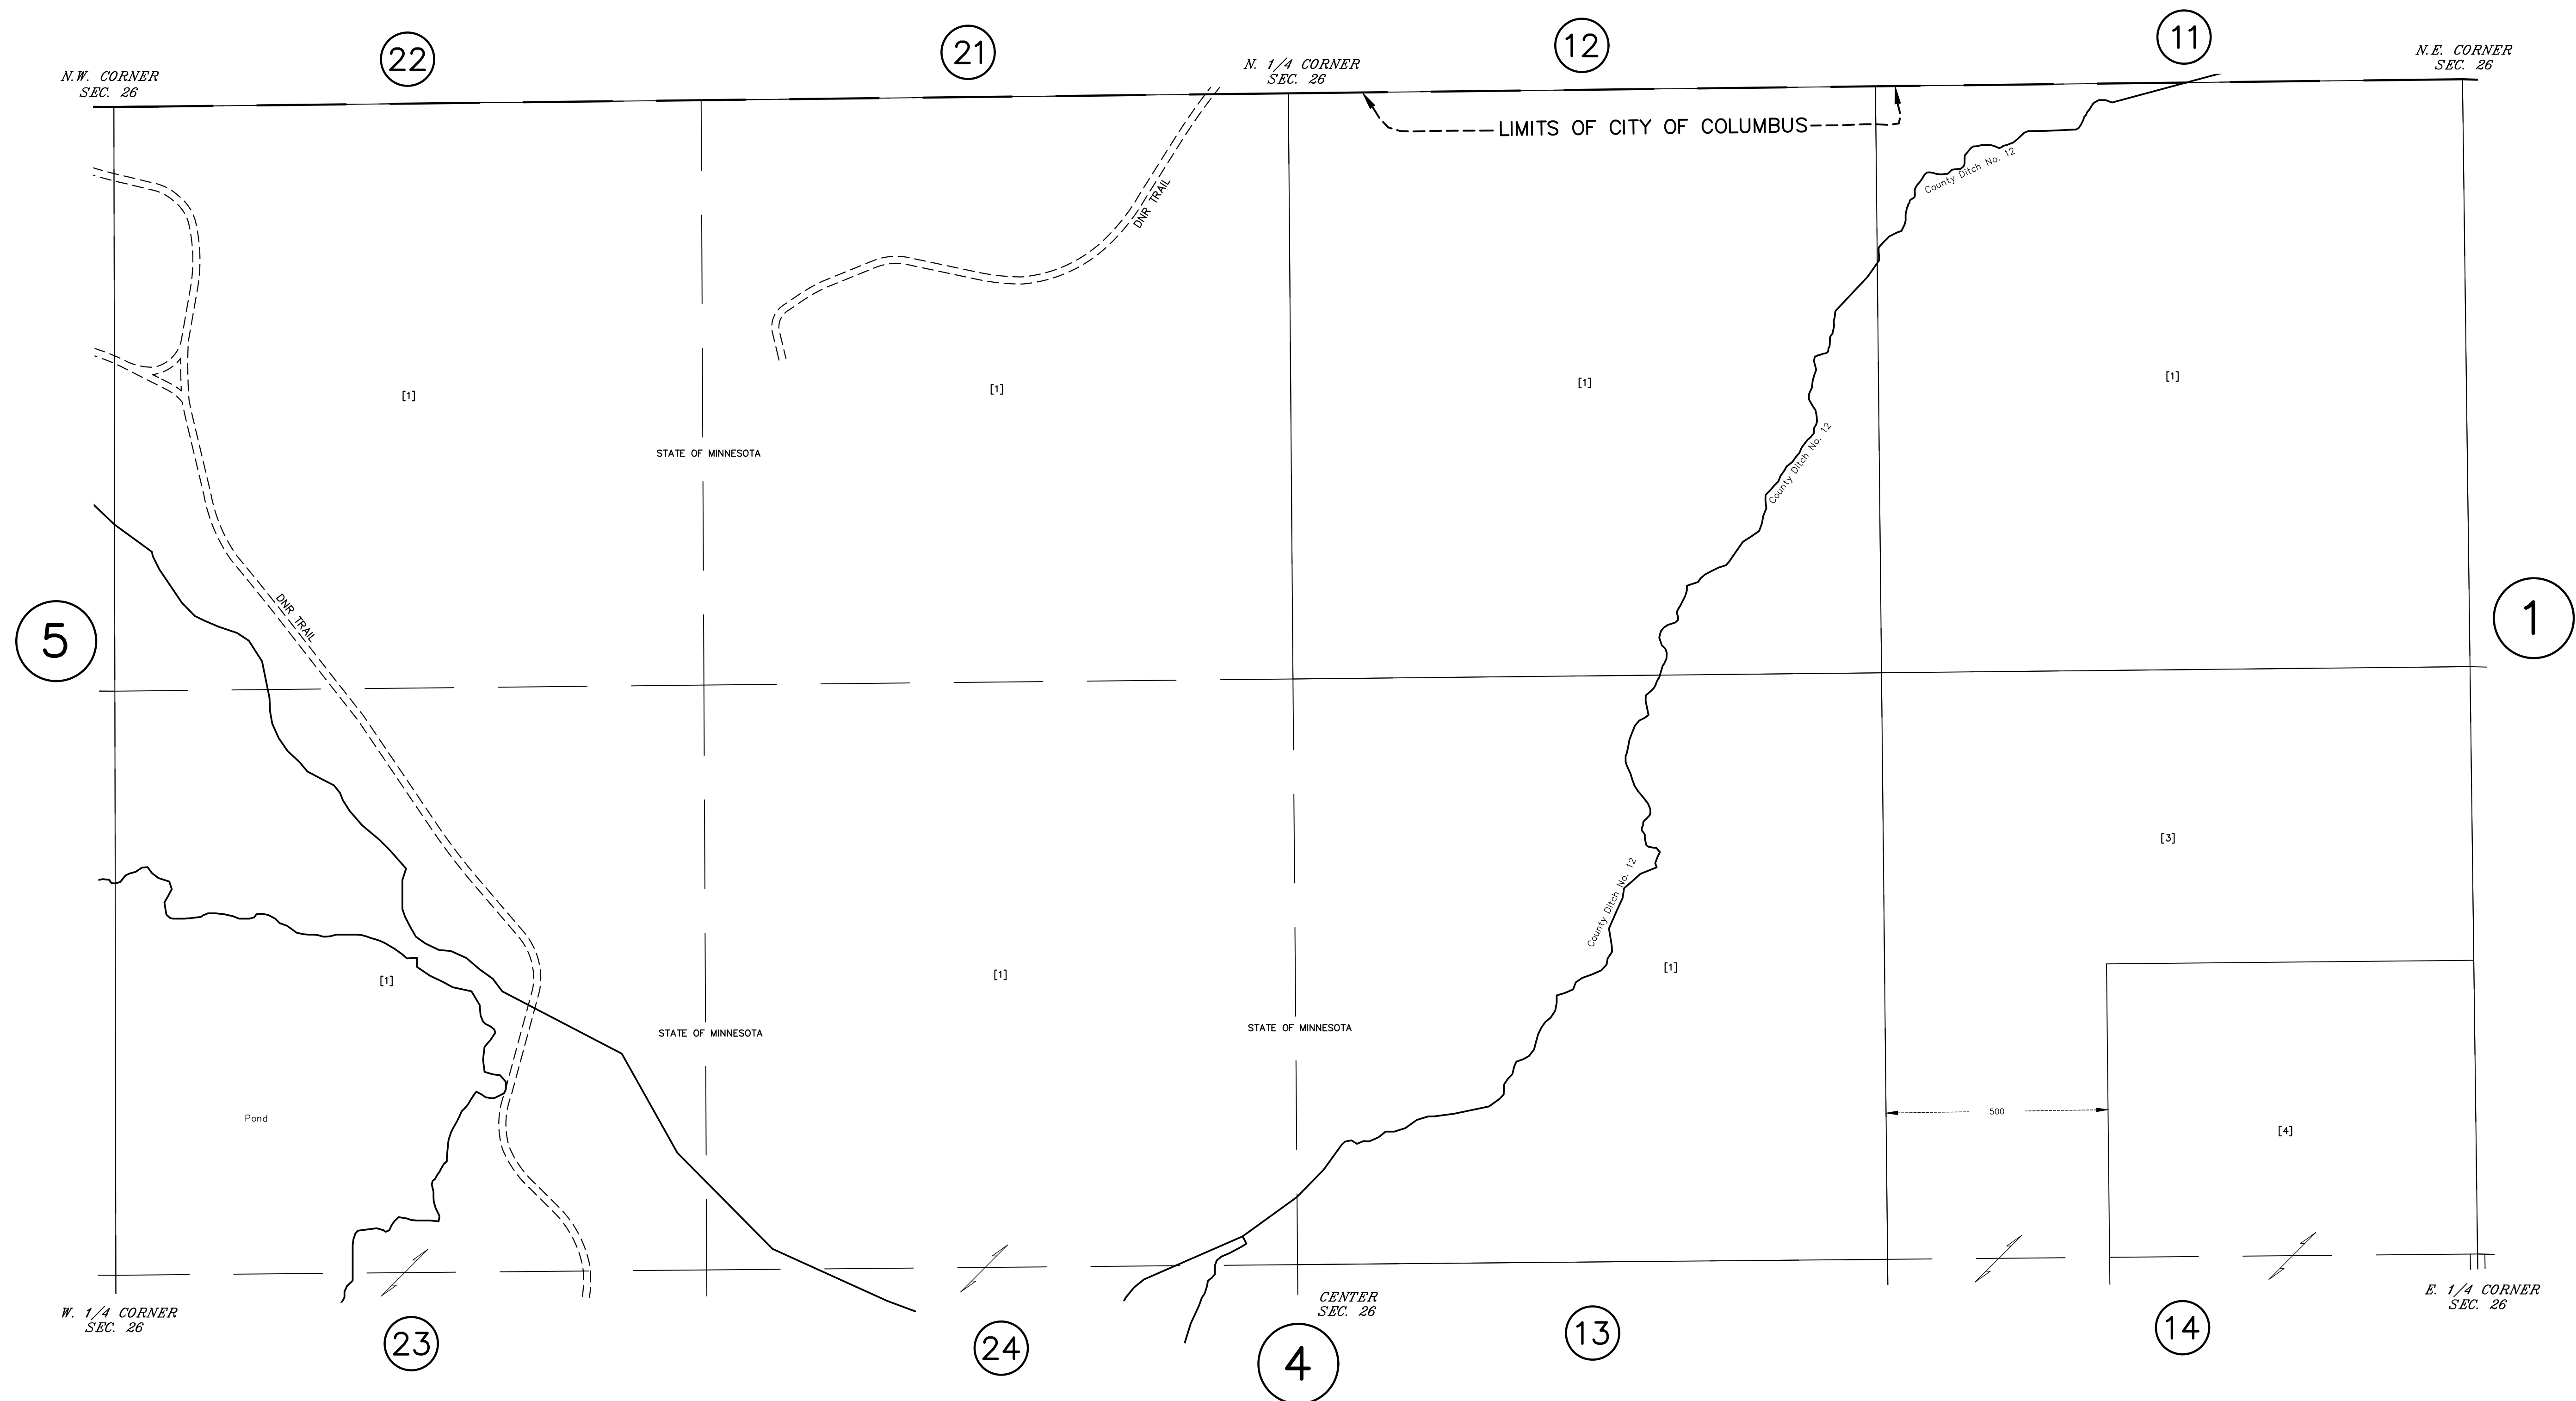 22
21
12
11
N.W. CORNER
SEC. 26
N. 1/4 CORNER
SEC. 26
N.E. CORNER
SEC. 26
LIMITS OF CITY OF COLUMBUS
County Ditch No. 12
DNR TRAIL
[1]
[1]
[1]
[1]
STATE OF MINNESOTA
County Ditch No. 12
5
DNR TRAIL
1
[3]
County Ditch No. 12
[1]
[1]
[1]
STATE OF MINNESOTA
STATE OF MINNESOTA
Pond
500
[4]
W. 1/4 CORNER
SEC. 26
CENTER
SEC. 26
E. 1/4 CORNER
SEC. 26
23
24
4
13
14